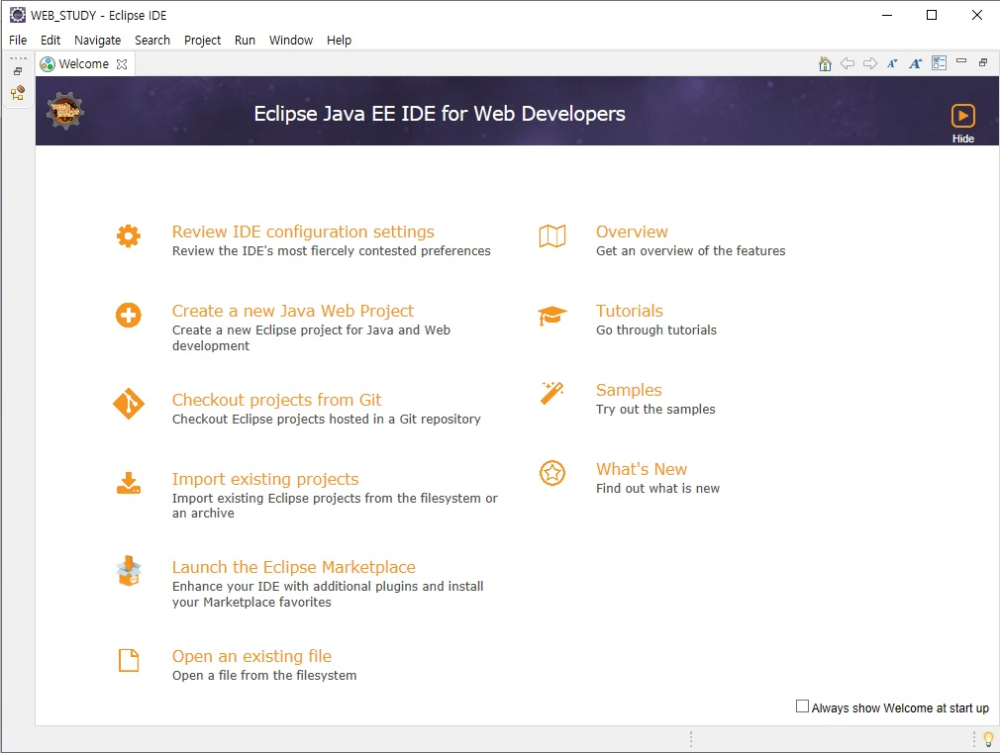 WEB_STUDY - Eclipse IDE
File Edit Navigate Search Project Run Window Help
Welcome
Eclipse Java EE IDE for Web Developers
Hide
Review IDE configuration settings
Review the IDE's most fiercely contested preferences
Create a new Java Web Project
Create a new Eclipse project for Java and Web
development
Checkout projects from Git
Checkout Eclipse projects hosted in a Git repository
Import existing projects
Import existing Eclipse projects from the filesystem or
an archive
Launch the Eclipse Marketplace
Enhance your IDE with additional plugins and install
your Marketplace favorites
Open an existing file
Open a file from the filesystem
Overview
Get an overview of the features
Tutorials
Go through tutorials
Samples
Try out the samples
What's New
Find out what is new
Always show Welcome at start up